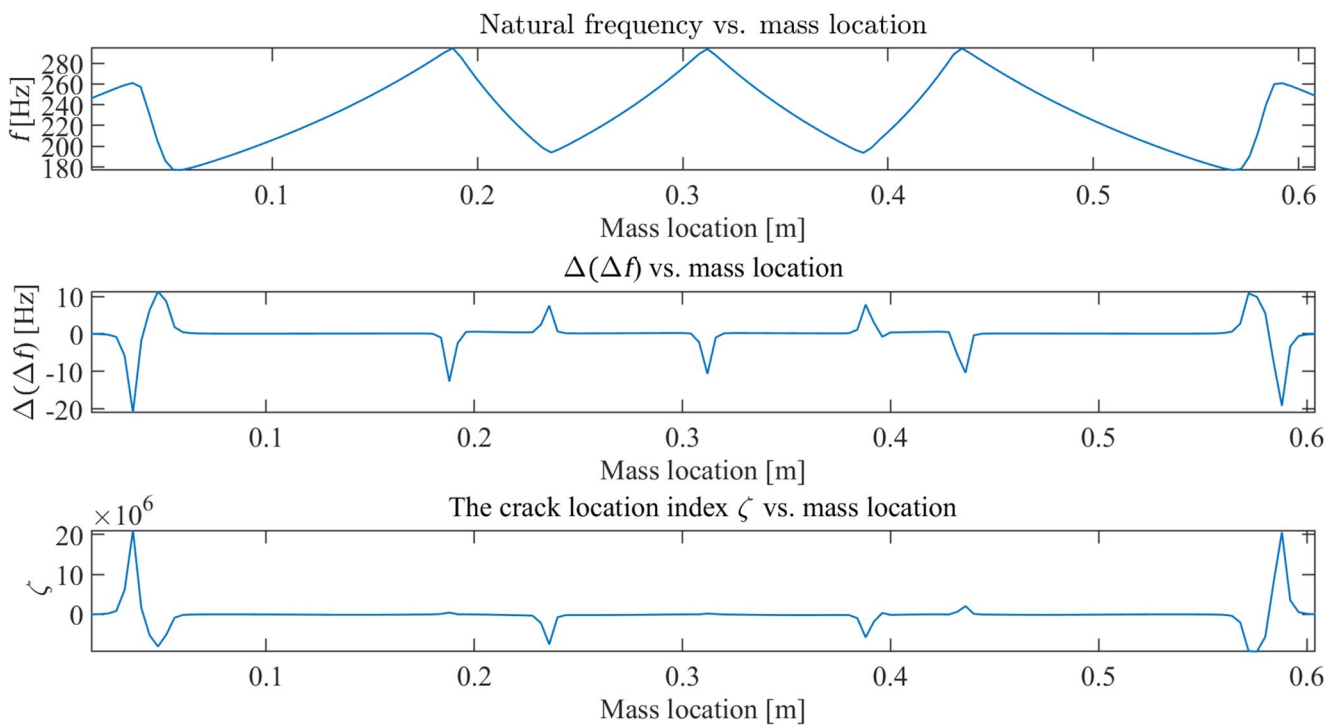 Natural frequency vs. mass location
f [Hz]
280
260
240
220
200
180
0.1 0.2 0.3 0.4 0.5 0.6
Mass location [m]
Δ(Δf) vs. mass location
Δ(Δf) [Hz]
10
0
-10
-20
0.1 0.2 0.3 0.4 0.5 0.6
Mass location [m]
The crack location index ζ vs. mass location
×10⁶
ζ
20
10
0
0.1 0.2 0.3 0.4 0.5 0.6
Mass location [m]